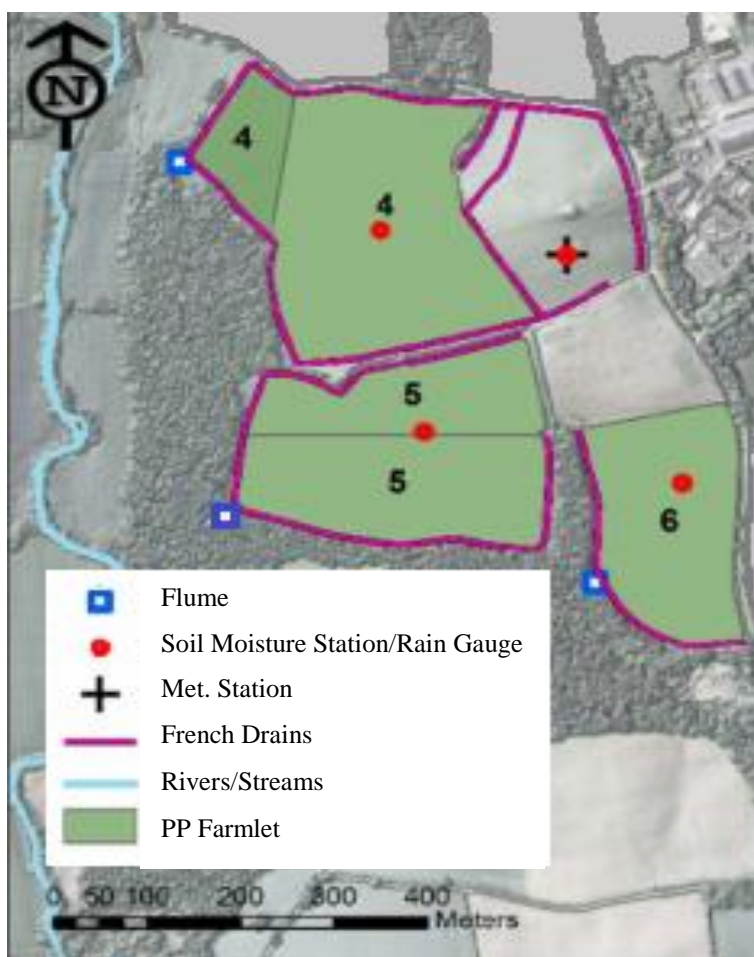 N
4
4
5
5
6
Flume
Soil Moisture Station/Rain Gauge
Met. Station
French Drains
Rivers/Streams
PP Farmlet
0 50 100 200 300 400
Meters